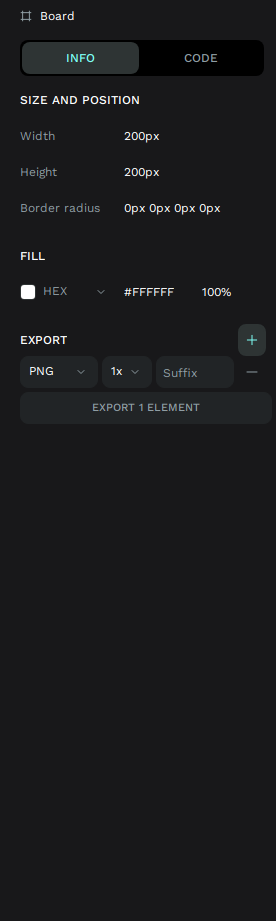 Board
INFO CODE
SIZE AND POSITION
Width 200px
Height 200px
Border radius 0px 0px 0px 0px
FILL
HEX #FFFFFF 100%
EXPORT
PNG 1x Suffix
EXPORT 1 ELEMENT